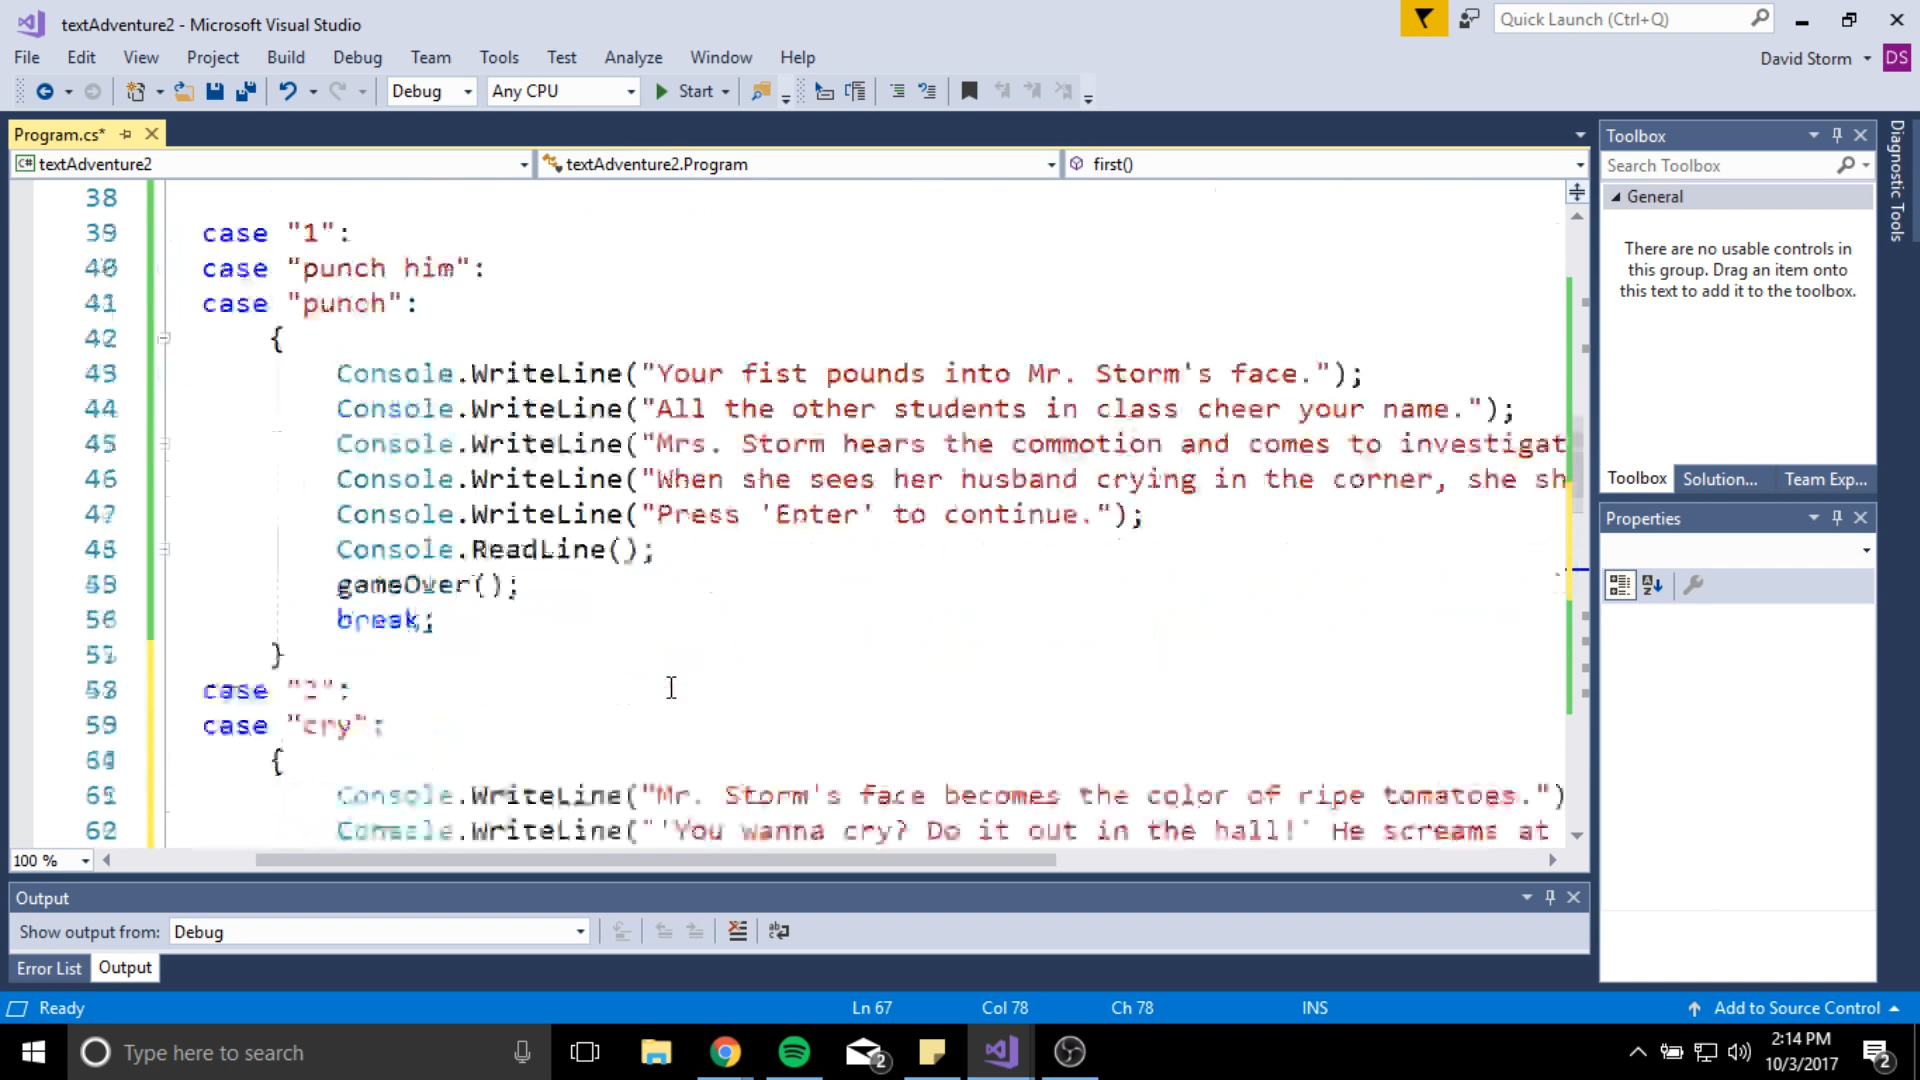 textAdventure2 - Microsoft Visual Studio
Quick Launch (Ctrl+Q)
File Edit View Project Build Debug Team Tools Test Analyze Window Help
David Storm DS
Debug Any CPU Start
Program.cs*
textAdventure2 textAdventure2.Program first()
38
39 case "1":
case "punch him":
41 case "punch":
42 {
43 Console.WriteLine("Your fist pounds into Mr. Storm's face.");
44 Console.WriteLine("All the other students in class cheer your name.");
45 Console.WriteLine("Mrs. Storm hears the commotion and comes to investigat
46 Console.WriteLine("When she sees her husband crying in the corner, she sh
47 Console.WriteLine("Press 'Enter' to continue.");
Console.ReadLine();
gameOver();
break;
}
case "2":
59 case "cry":
{
Console.WriteLine("Mr. Storm's face becomes the color of ripe tomatoes.")
62 Console.WriteLine("'You wanna cry? Do it out in the hall!' He screams at
100 %
Toolbox
Search Toolbox
General
There are no usable controls in
this group. Drag an item onto
this text to add it to the toolbox.
Toolbox Solution... Team Exp...
Properties
Diagnostic Tools
Output
Show output from: Debug
Error List Output
Ready Ln 67 Col 78 Ch 78 INS Add to Source Control
Type here to search
2
2:14 PM
10/3/2017
2